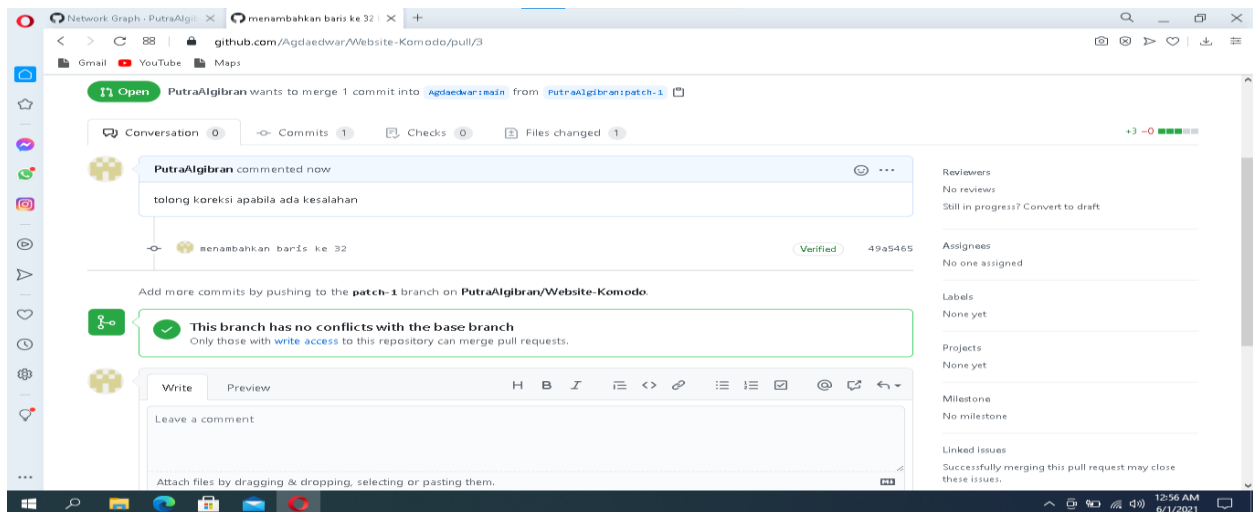 Network Graph · PutraAlgi
menambahkan baris ke 32
github.com/Agdaedwar/Website-Komodo/pull/3
Gmail YouTube Maps
Open PutraAlgibran wants to merge 1 commit into Agdaedwar:main from PutraAlgibran:patch-1
Conversation 0 Commits 1 Checks 0 Files changed 1 +3 −0
PutraAlgibran commented now
tolong koreksi apabila ada kesalahan
menambahkan baris ke 32 Verified 49a5465
Add more commits by pushing to the patch-1 branch on PutraAlgibran/Website-Komodo.
This branch has no conflicts with the base branch
Only those with write access to this repository can merge pull requests.
Write Preview
H B I
Leave a comment
Attach files by dragging & dropping, selecting or pasting them.
Reviewers
No reviews
Still in progress? Convert to draft
Assignees
No one assigned
Labels
None yet
Projects
None yet
Milestone
No milestone
Linked issues
Successfully merging this pull request may close
these issues.
12:56 AM
6/1/2021